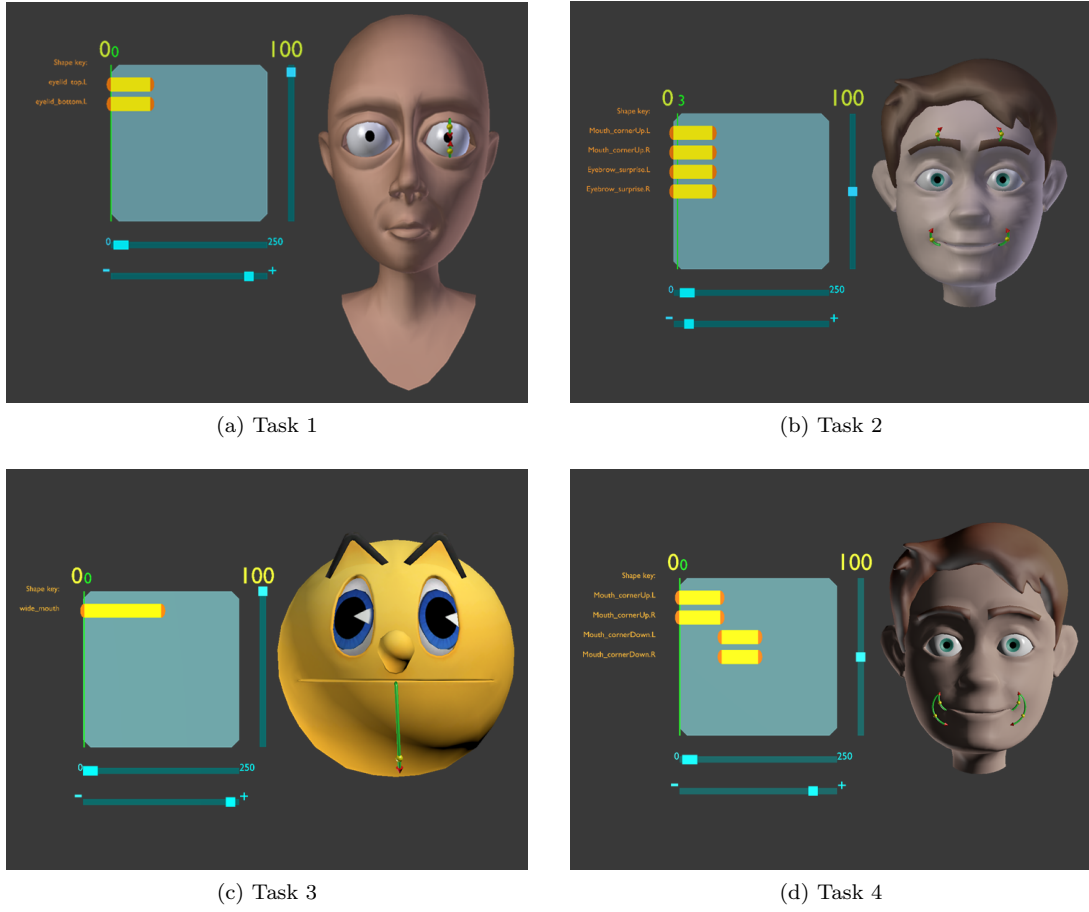 0 0 100
Shape key:
eyelid_top.L
eyelid_bottom.L
0 250
- +
(a) Task 1
0 3 100
Shape key:
Mouth_cornerUp.L
Mouth_cornerUp.R
Eyebrow_surprise.L
Eyebrow_surprise.R
0 250
- +
(b) Task 2
0 0 100
Shape key:
wide_mouth
0 250
- +
(c) Task 3
0 0 100
Shape key:
Mouth_cornerUp.L
Mouth_cornerUp.R
Mouth_cornerDown.L
Mouth_cornerDown.R
0 250
- +
(d) Task 4